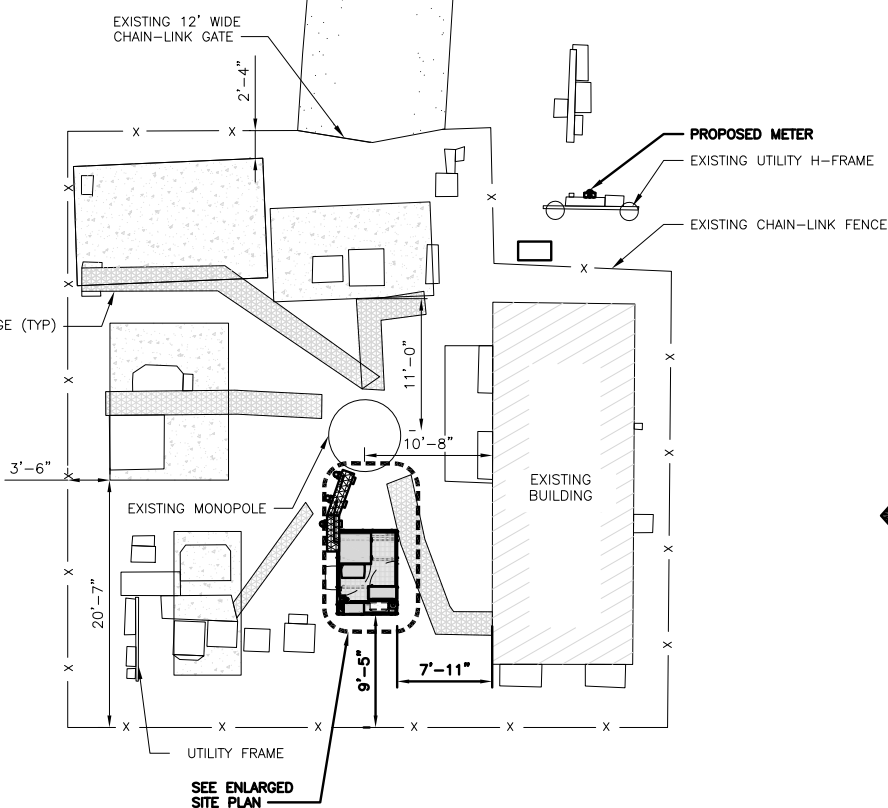 EXISTING 12' WIDE
CHAIN-LINK GATE
2'-4"
X
X
PROPOSED METER
EXISTING UTILITY H-FRAME
X
X
EXISTING CHAIN-LINK FENCE
X
X
GE (TYP)
X
11'-0"
X
10'-8"
X
3'-6"
X
EXISTING
BUILDING
EXISTING MONOPOLE
X
X
20'-7"
X
X
9'-5"
7'-11"
X
X
X
X
X
X
UTILITY FRAME
SEE ENLARGED
SITE PLAN